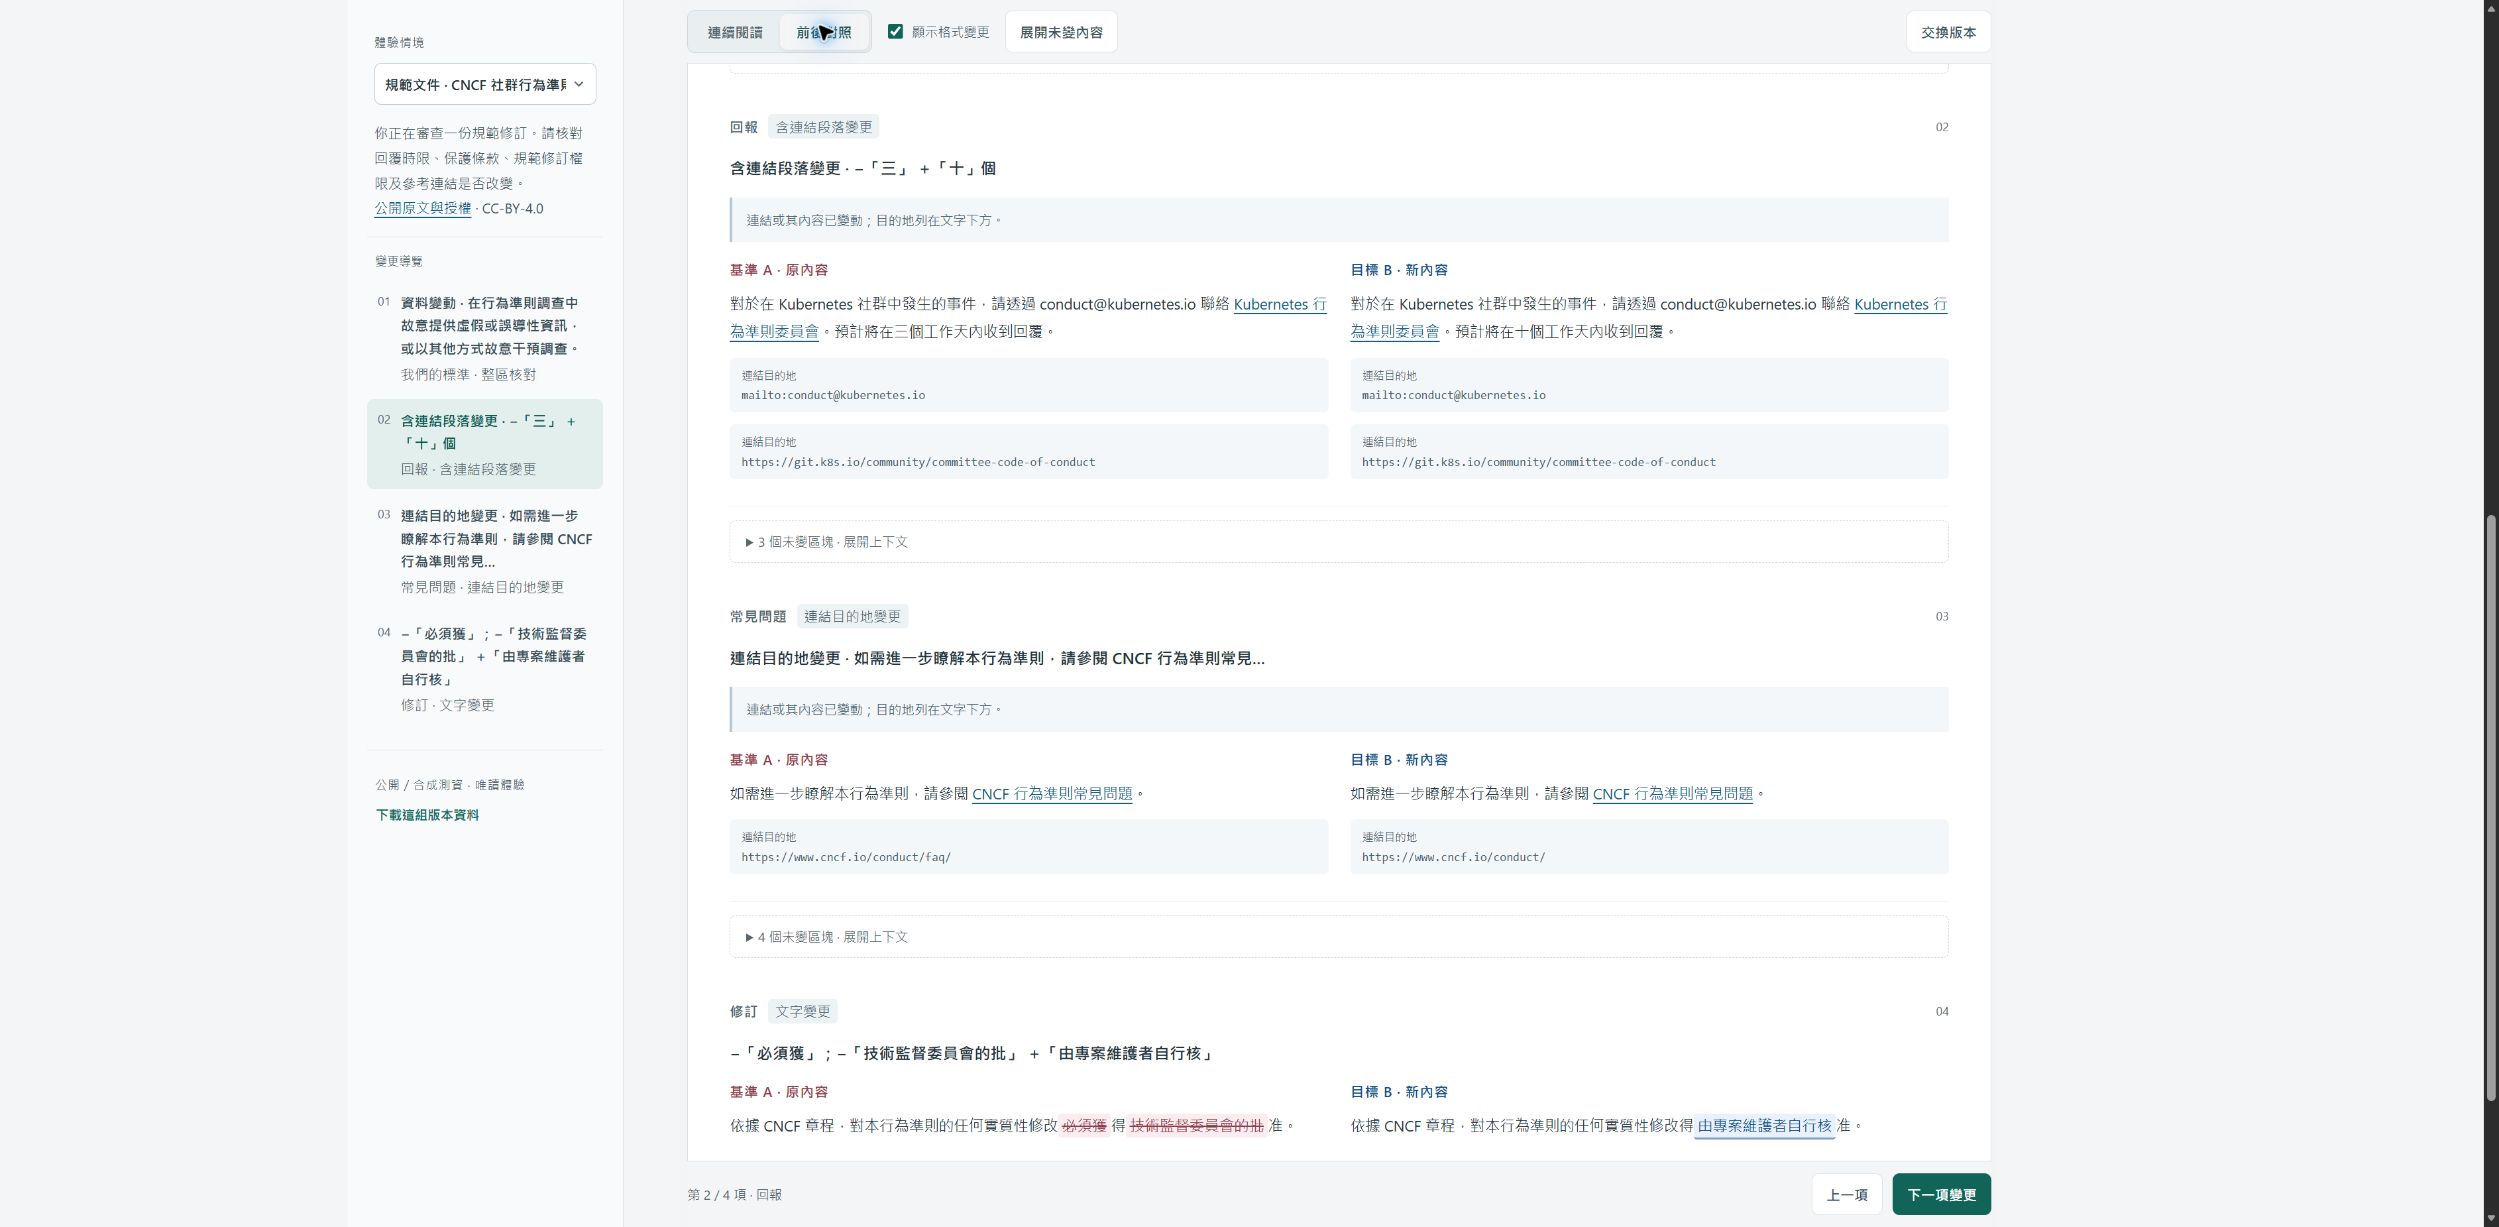 體驗情境
規範文件 · CNCF 社群行為準則
你正在審查一份規範修訂。請核對
回覆時限、保護條款、規範修訂權
限及參考連結是否改變。
公開原文與授權 · CC-BY-4.0
變更導覽
01 資料變動 · 在行為準則調查中
故意提供虛假或誤導性資訊，
或以其他方式故意干預調查。
我們的標準 · 整區核對
02 含連結段落變更 · –「三」 +
「十」個
回報 · 含連結段落變更
03 連結目的地變更 · 如需進一步
瞭解本行為準則，請參閱 CNCF
行為準則常見...
常見問題 · 連結目的地變更
04 –「必須獲」；–「技術監督委
員會的批」 +「由專案維護者
自行核」
修訂 · 文字變更
公開 / 合成測資 · 唯讀體驗
下載這組版本資料
連續閱讀 前後對照 顯示格式變更 展開未變內容 交換版本
回報 含連結段落變更 02
含連結段落變更 · –「三」 +「十」個
連結或其內容已變動；目的地列在文字下方。
基準 A · 原內容
對於在 Kubernetes 社群中發生的事件，請透過 conduct@kubernetes.io 聯絡 Kubernetes 行
為準則委員會。預計將在三個工作天內收到回覆。
連結目的地
mailto:conduct@kubernetes.io
連結目的地
https://git.k8s.io/community/committee-code-of-conduct
目標 B · 新內容
對於在 Kubernetes 社群中發生的事件，請透過 conduct@kubernetes.io 聯絡 Kubernetes 行
為準則委員會。預計將在十個工作天內收到回覆。
連結目的地
mailto:conduct@kubernetes.io
連結目的地
https://git.k8s.io/community/committee-code-of-conduct
▶ 3 個未變區塊 · 展開上下文
常見問題 連結目的地變更 03
連結目的地變更 · 如需進一步瞭解本行為準則，請參閱 CNCF 行為準則常見...
連結或其內容已變動；目的地列在文字下方。
基準 A · 原內容
如需進一步瞭解本行為準則，請參閱 CNCF 行為準則常見問題。
連結目的地
https://www.cncf.io/conduct/faq/
目標 B · 新內容
如需進一步瞭解本行為準則，請參閱 CNCF 行為準則常見問題。
連結目的地
https://www.cncf.io/conduct/
▶ 4 個未變區塊 · 展開上下文
修訂 文字變更 04
–「必須獲」；–「技術監督委員會的批」 +「由專案維護者自行核」
基準 A · 原內容
依據 CNCF 章程，對本行為準則的任何實質性修改必須獲得技術監督委員會的批准。
目標 B · 新內容
依據 CNCF 章程，對本行為準則的任何實質性修改得由專案維護者自行核准。
第 2 / 4 項 · 回報
上一項 下一項變更